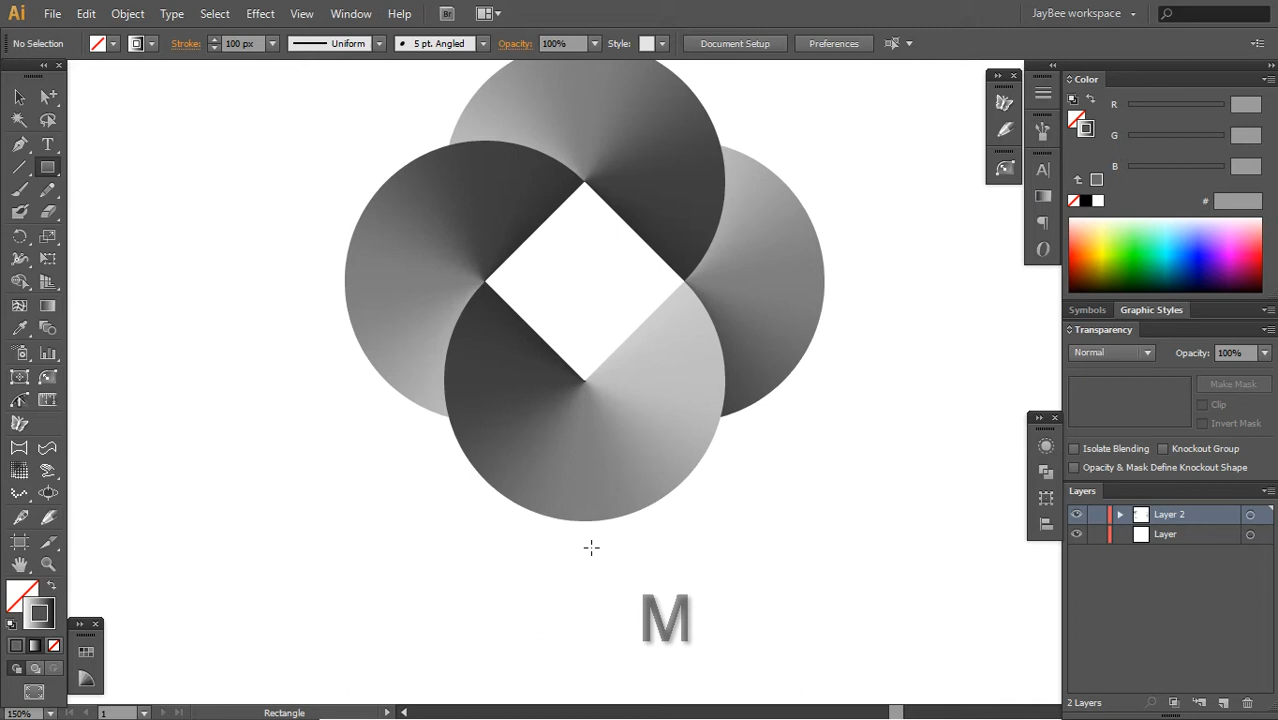 Ai File Edit Object Type Select Effect View Window Help Br JayBee workspace
No Selection Stroke: 100 px Uniform 5 pt. Angled Opacity: 100% Style: Document Setup Preferences
Color
R
G
B
#
Symbols Graphic Styles
Transparency
Normal Opacity: 100%
Make Mask
Clip
Invert Mask
Isolate Blending Knockout Group
Opacity & Mask Define Knockout Shape
Layers
Layer 2
Layer
M
2 Layers
150% 1 Rectangle